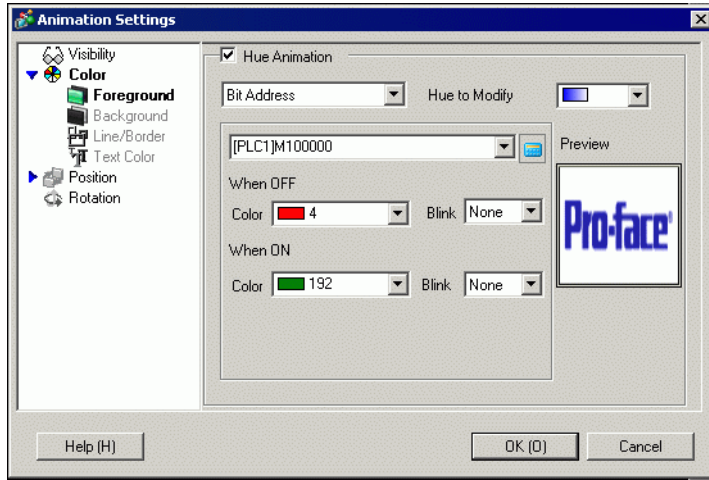 Animation Settings
Visibility
Color
Foreground
Background
Line/Border
Text Color
Position
Rotation
Hue Animation
Bit Address
Hue to Modify
[PLC1]M100000
Preview
When OFF
Color 4 Blink None
When ON
Color 192 Blink None
Pro-face
Help (H)
OK (O)
Cancel